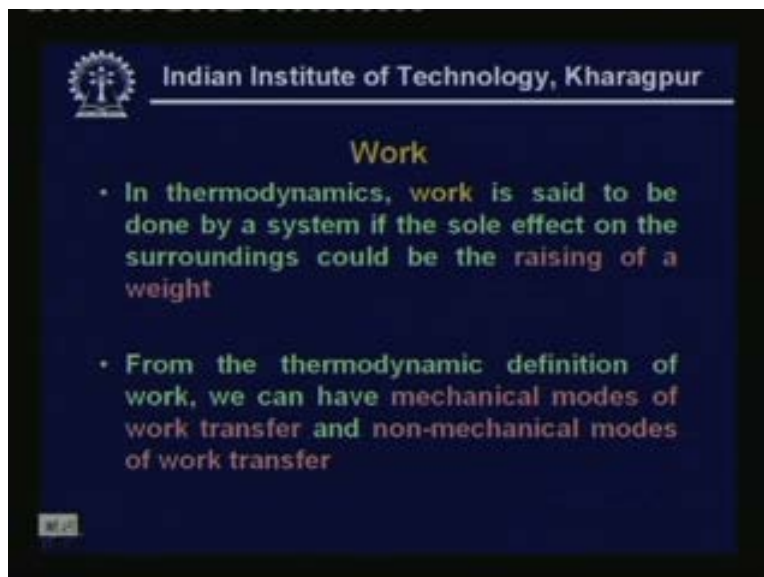 Indian Institute of Technology, Kharagpur
Work
• In thermodynamics, work is said to be
done by a system if the sole effect on the
surroundings could be the raising of a
weight
• From the thermodynamic definition of
work, we can have mechanical modes of
work transfer and non-mechanical modes
of work transfer